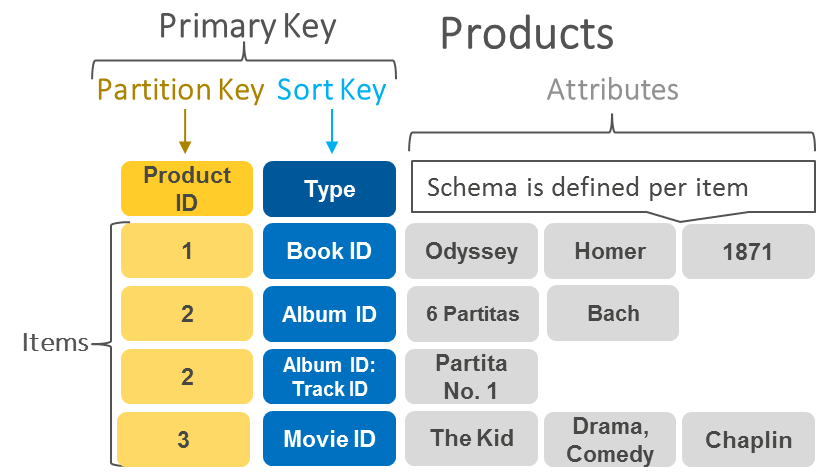 Primary Key
Products
Partition Key
Sort Key
Attributes
Product
ID
Type
Schema is defined per item
Items
1
Book ID
Odyssey
Homer
1871
2
Album ID
6 Partitas
Bach
2
Album ID:
Track ID
Partita
No. 1
3
Movie ID
The Kid
Drama,
Comedy
Chaplin